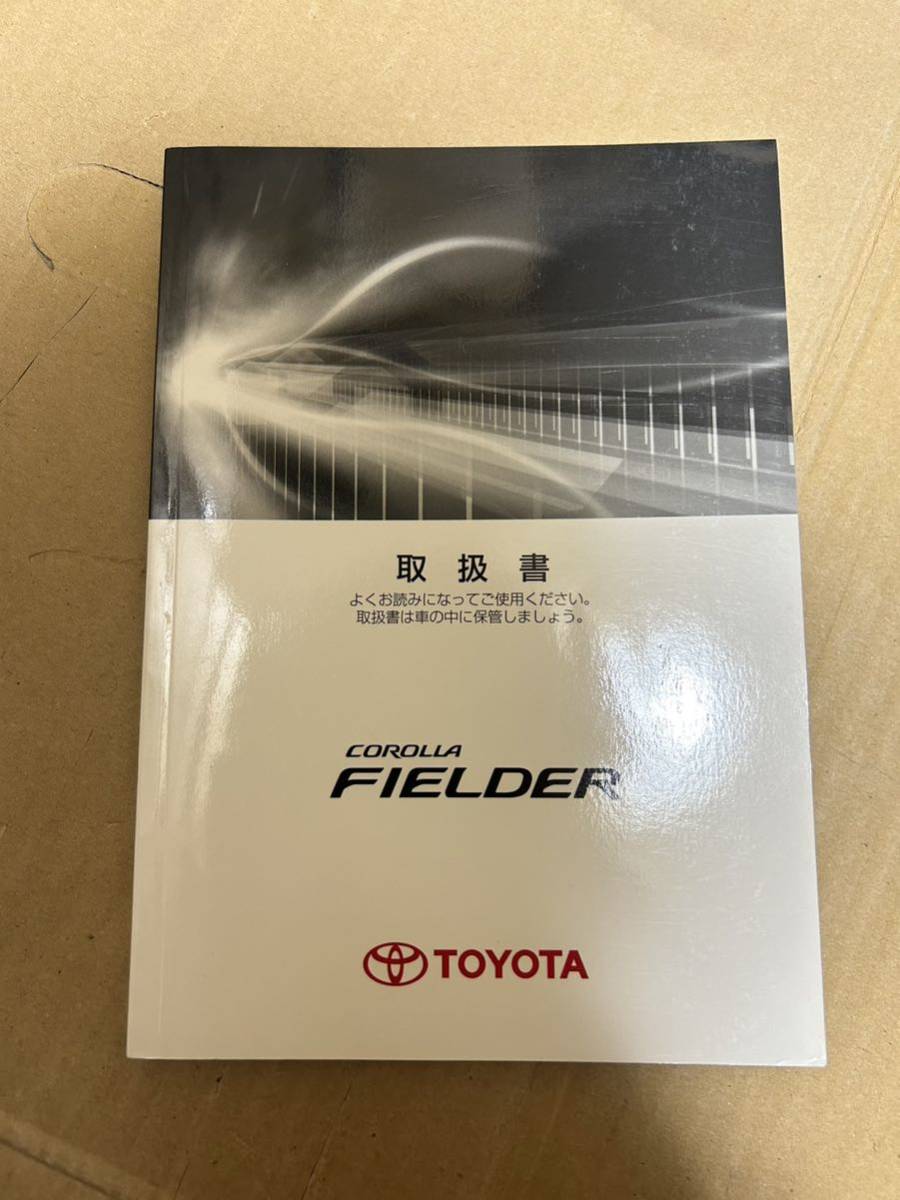 取扱書
よくお読みになってご使用ください。
取扱書は車の中に保管しましょう。
COROLLA
FIELDER
TOYOTA